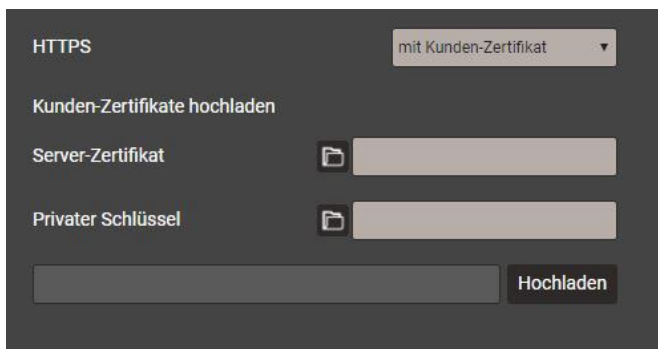 HTTPS mit Kunden-Zertifikat
Kunden-Zertifikate hochladen
Server-Zertifikat
Privater Schlüssel
Hochladen